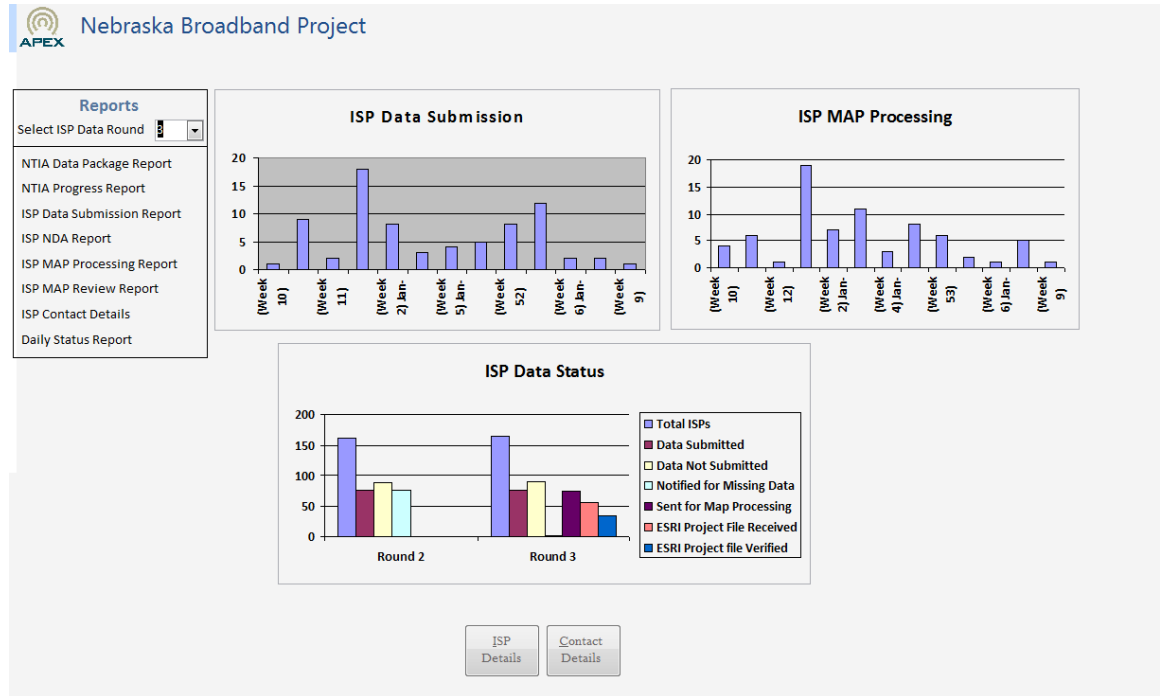 APEX
Nebraska Broadband Project
Reports
Select ISP Data Round 3
NTIA Data Package Report
NTIA Progress Report
ISP Data Submission Report
ISP NDA Report
ISP MAP Processing Report
ISP MAP Review Report
ISP Contact Details
Daily Status Report
ISP Data Submission
20
15
10
5
0
(Week 10)
(Week 11)
(Week 2) Jan-
(Week 5) Jan-
(Week 52)
(Week 6) Jan-
(Week 9)
ISP MAP Processing
20
15
10
5
0
(Week 10)
(Week 12)
(Week 2) Jan-
(Week 4) Jan-
(Week 53)
(Week 6) Jan-
(Week 9)
ISP Data Status
200
150
100
50
0
Round 2
Round 3
Total ISPs
Data Submitted
Data Not Submitted
Notified for Missing Data
Sent for Map Processing
ESRI Project File Received
ESRI Project file Verified
ISP
Details
Contact
Details